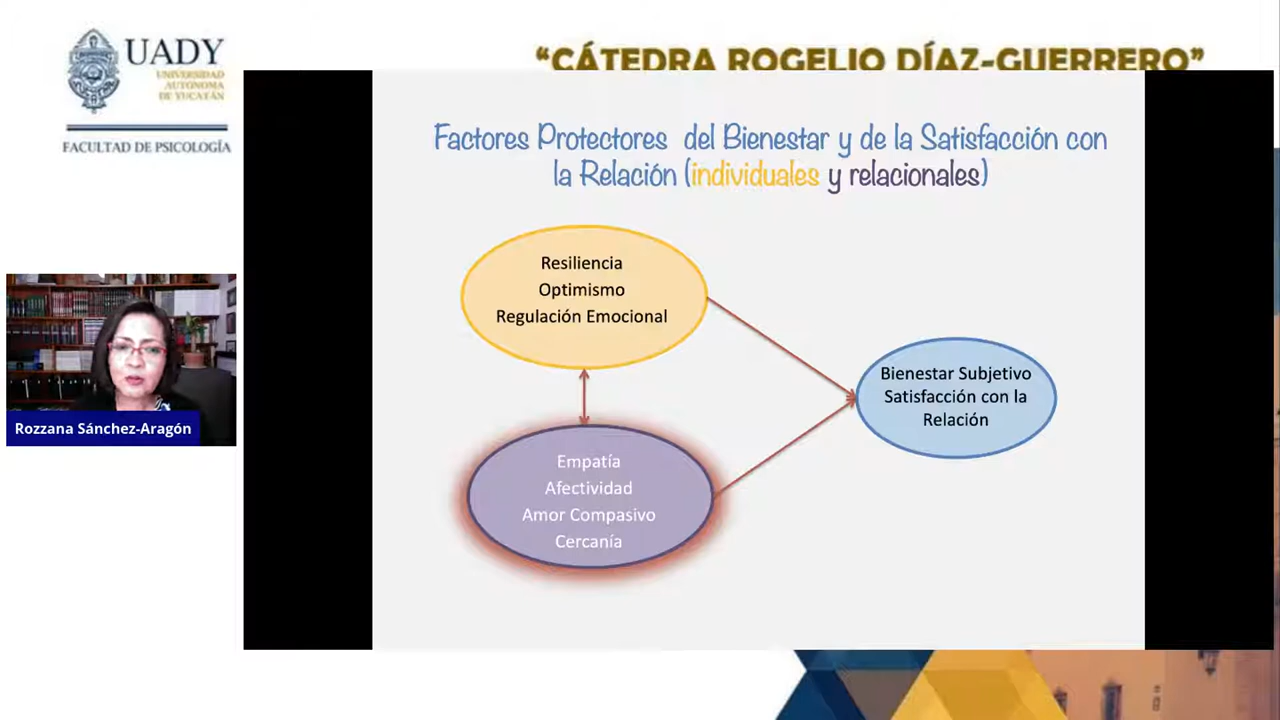 UADY
UNIVERSIDAD
AUTÓNOMA
DE YUCATÁN
FACULTAD DE PSICOLOGÍA
“CÁTEDRA ROGELIO DÍAZ-GUERRERO”
Factores Protectores del Bienestar y de la Satisfacción con
la Relación (individuales y relacionales)
Resiliencia
Optimismo
Regulación Emocional
Bienestar Subjetivo
Satisfacción con la
Relación
Empatía
Afectividad
Amor Compasivo
Cercanía
Rozzana Sánchez-Aragón